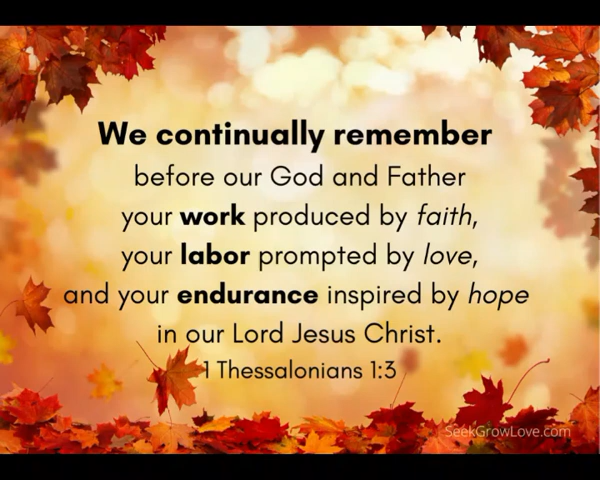 We continually remember
before our God and Father
your work produced by faith,
your labor prompted by love,
and your endurance inspired by hope
in our Lord Jesus Christ.
1 Thessalonians 1:3
SeekGrowLove.com